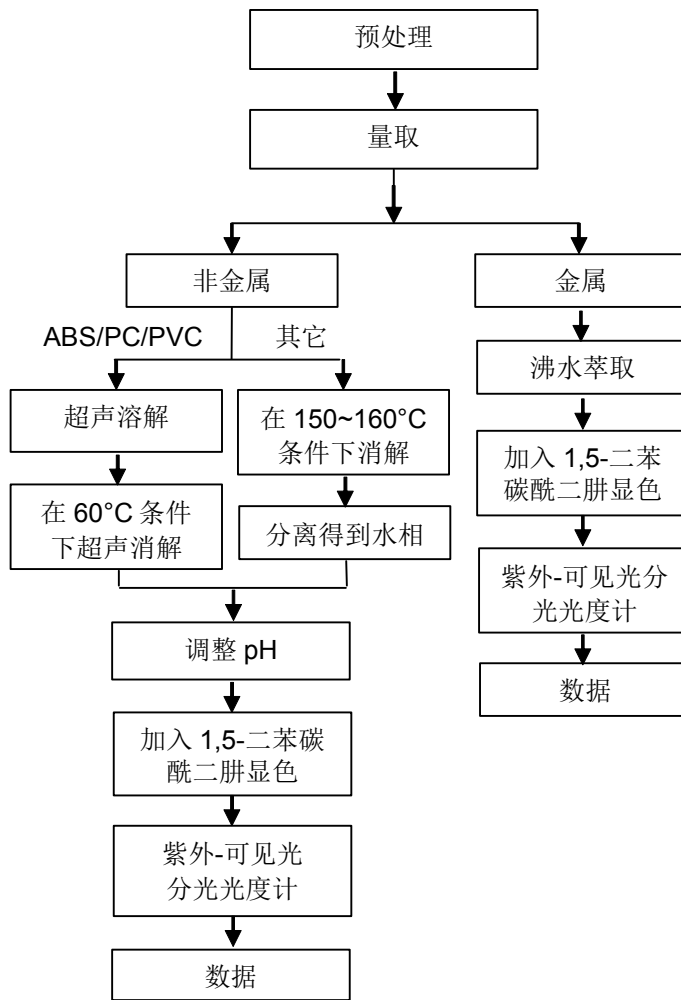 预处理
量取
非金属
金属
ABS/PC/PVC
其它
沸水萃取
超声溶解
在 150~160°C
条件下消解
加入 1,5-二苯
碳酰二肼显色
在 60°C 条件
下超声消解
分离得到水相
紫外-可见光分
光光度计
调整 pH
数据
加入 1,5-二苯碳
酰二肼显色
紫外-可见光
分光光度计
数据